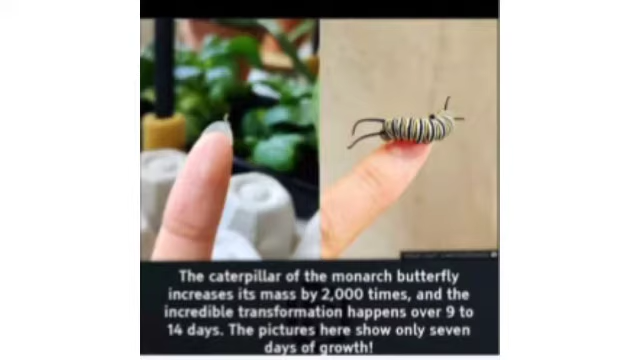 The caterpillar of the monarch butterfly
increases its mass by 2,000 times, and the
incredible transformation happens over 9 to
14 days. The pictures here show only seven
days of growth!